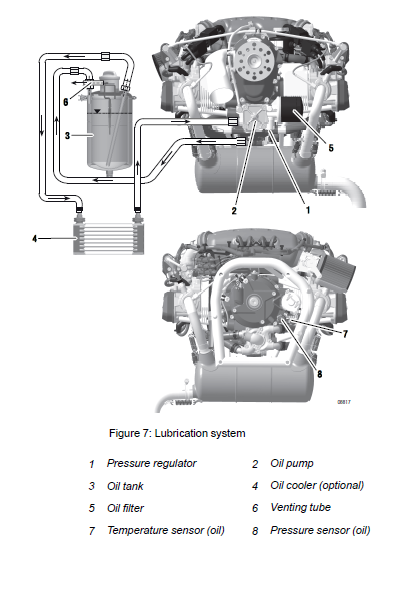 6
3
5
4
2
1
7
8
06817
Figure 7: Lubrication system
1 Pressure regulator 2 Oil pump
3 Oil tank 4 Oil cooler (optional)
5 Oil filter 6 Venting tube
7 Temperature sensor (oil) 8 Pressure sensor (oil)